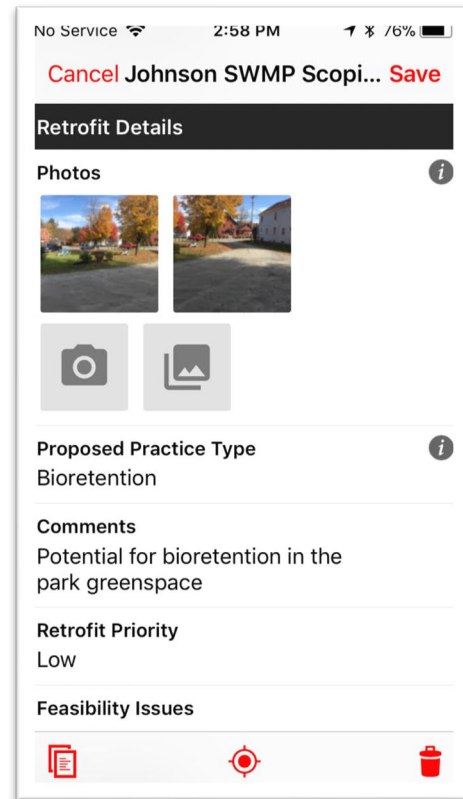 No Service 2:58 PM 76%
Cancel Johnson SWMP Scopi... Save
Retrofit Details
Photos
Proposed Practice Type
Bioretention
Comments
Potential for bioretention in the
park greenspace
Retrofit Priority
Low
Feasibility Issues